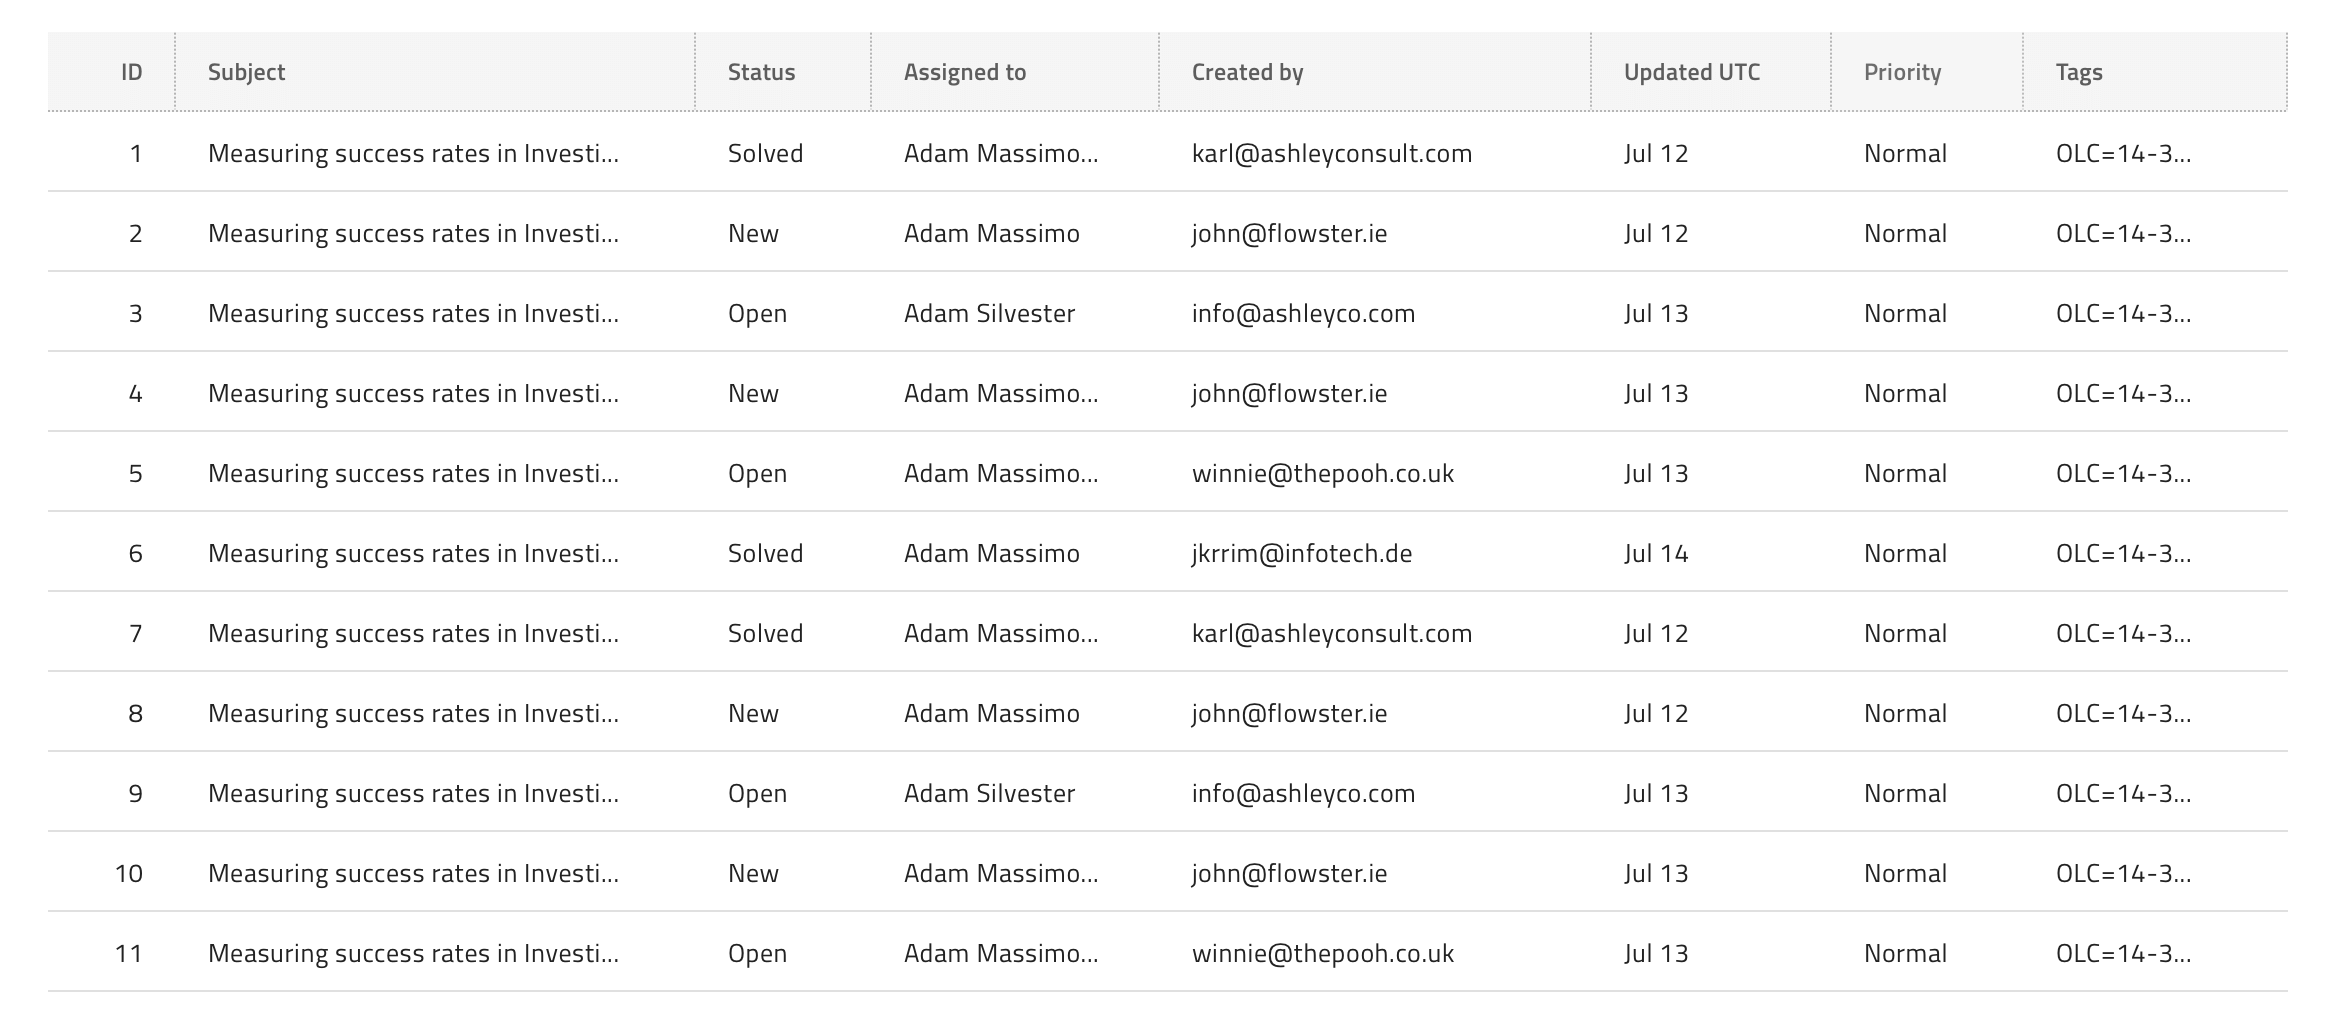 ID Subject Status Assigned to Created by Updated UTC Priority Tags
1 Measuring success rates in Investi... Solved Adam Massimo... karl@ashleyconsult.com Jul 12 Normal OLC=14-3...
2 Measuring success rates in Investi... New Adam Massimo john@flowster.ie Jul 12 Normal OLC=14-3...
3 Measuring success rates in Investi... Open Adam Silvester info@ashleyco.com Jul 13 Normal OLC=14-3...
4 Measuring success rates in Investi... New Adam Massimo... john@flowster.ie Jul 13 Normal OLC=14-3...
5 Measuring success rates in Investi... Open Adam Massimo... winnie@thepooh.co.uk Jul 13 Normal OLC=14-3...
6 Measuring success rates in Investi... Solved Adam Massimo jkrrim@infotech.de Jul 14 Normal OLC=14-3...
7 Measuring success rates in Investi... Solved Adam Massimo... karl@ashleyconsult.com Jul 12 Normal OLC=14-3...
8 Measuring success rates in Investi... New Adam Massimo john@flowster.ie Jul 12 Normal OLC=14-3...
9 Measuring success rates in Investi... Open Adam Silvester info@ashleyco.com Jul 13 Normal OLC=14-3...
10 Measuring success rates in Investi... New Adam Massimo... john@flowster.ie Jul 13 Normal OLC=14-3...
11 Measuring success rates in Investi... Open Adam Massimo... winnie@thepooh.co.uk Jul 13 Normal OLC=14-3...